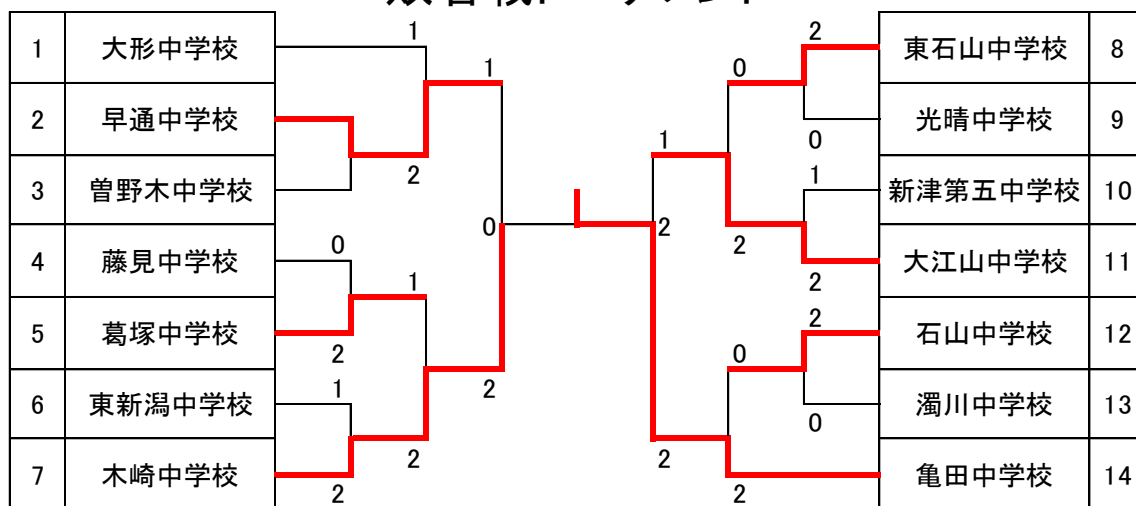 1 大形中学校 1 1 0 2 東石山中学校 8
2 早通中学校 2 1 0 光晴中学校 9
3 曽野木中学校 1 新津第五中学校 10
4 藤見中学校 0 1 0 2 2 2 大江山中学校 11
5 葛塚中学校 2 2 0 2 石山中学校 12
6 東新潟中学校 1 2 0 濁川中学校 13
7 木崎中学校 2 2 2 亀田中学校 14